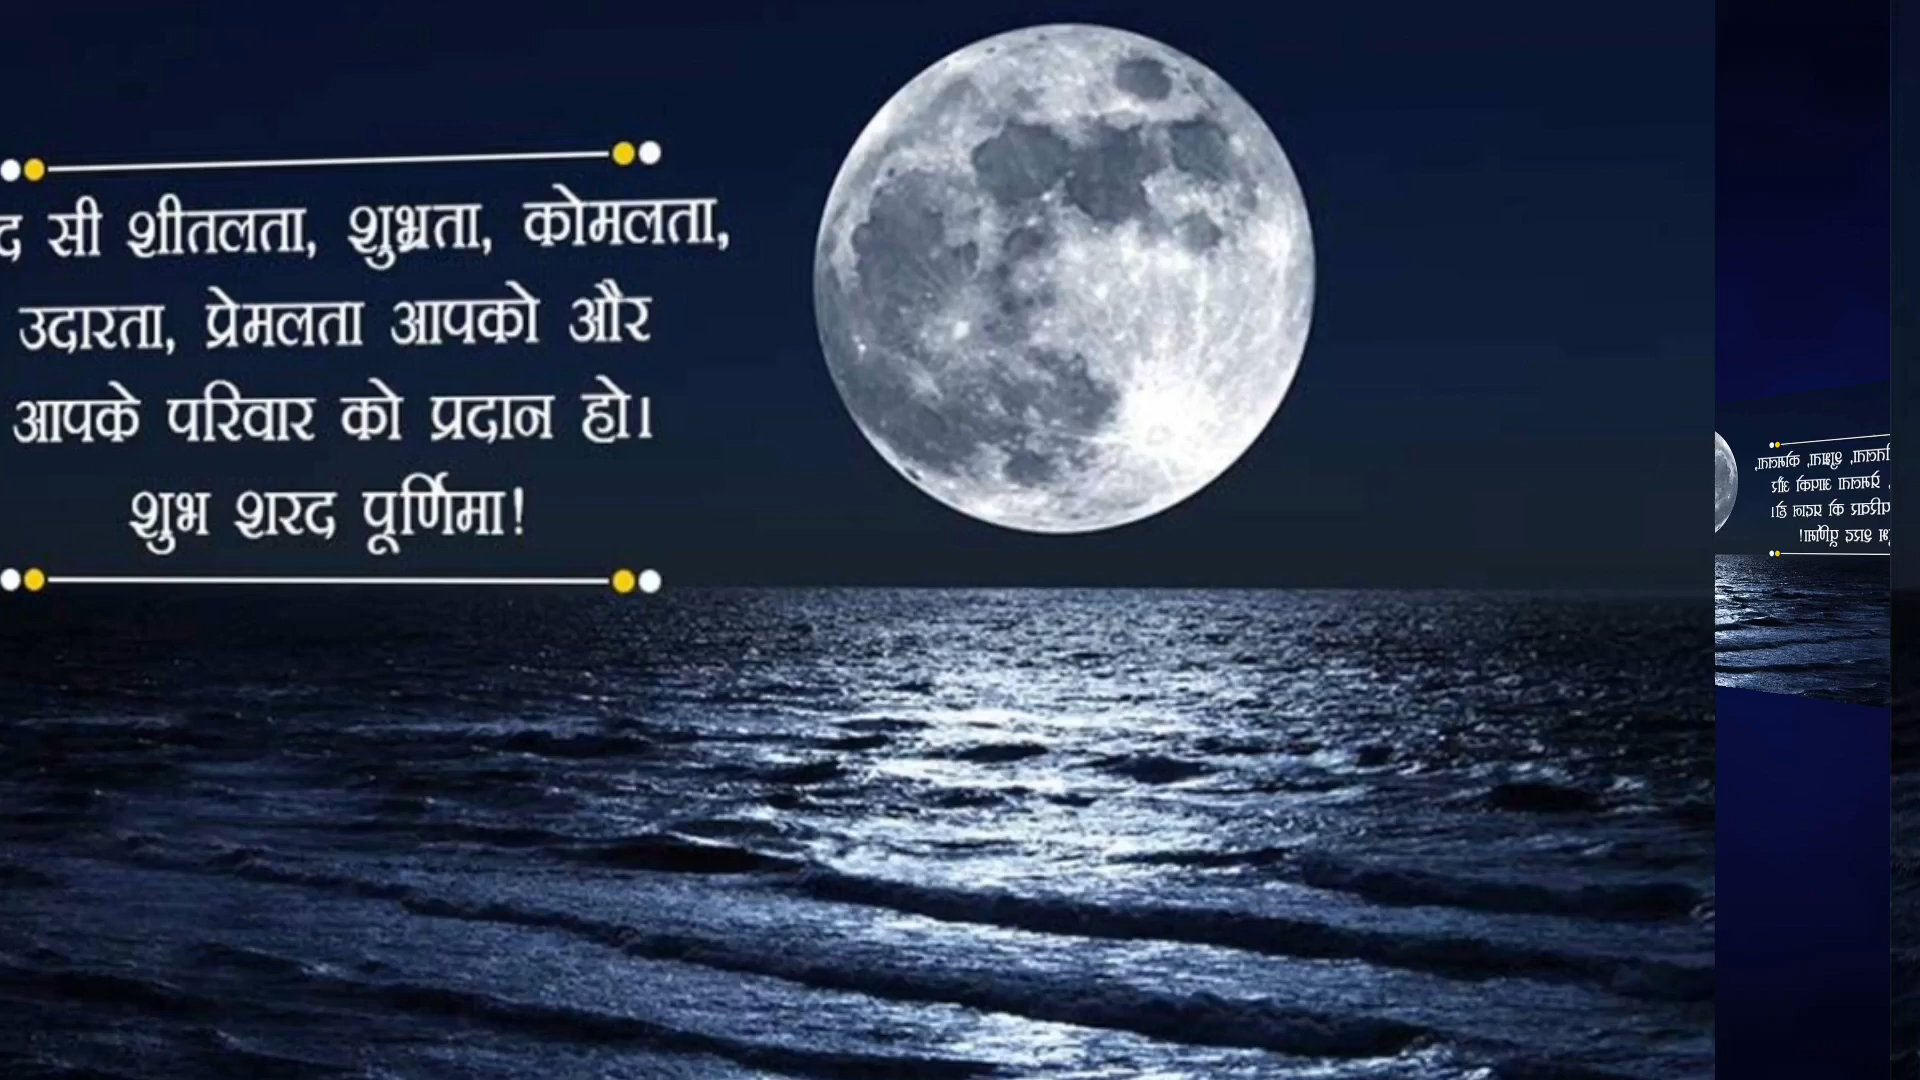 सी शीतलता, शुभ्रता, कोमलता,
उदारता, प्रेमलता आपको और
आपके परिवार को प्रदान हो।
शुभ शरद पूर्णिमा!